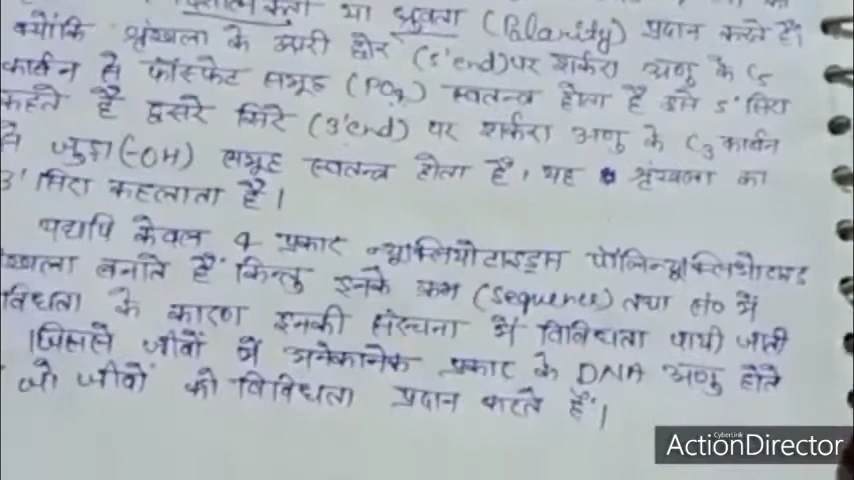 या ध्रुवता (Polarity) प्रदान करते हैं।
क्योंकि श्रृंखला के ऊपरी छोर (5'end) पर शर्करा अणु के C5
कार्बन से फॉस्फेट समूह (PO4) स्वतन्त्र होता है इसे 5' सिरा
कहते हैं दूसरे सिरे (3'end) पर शर्करा अणु के C3 कार्बन
से जुड़ा (-OH) समूह स्वतन्त्र होता है। यह श्रृंखला का
3' सिरा कहलाता है।
यद्यपि केवल 4 प्रकार न्यूक्लियोटाइड्स पॉलिन्यूक्लियोटाइड
बनाते हैं किन्तु इनके क्रम (Sequence) तथा सं० में
के कारण इनकी संरचना में विविधता पायी जाती
जिससे जीवों में अनेकानेक प्रकार के DNA अणु होते
जो जीवों को विविधता प्रदान करते हैं।
CyberLink
ActionDirector